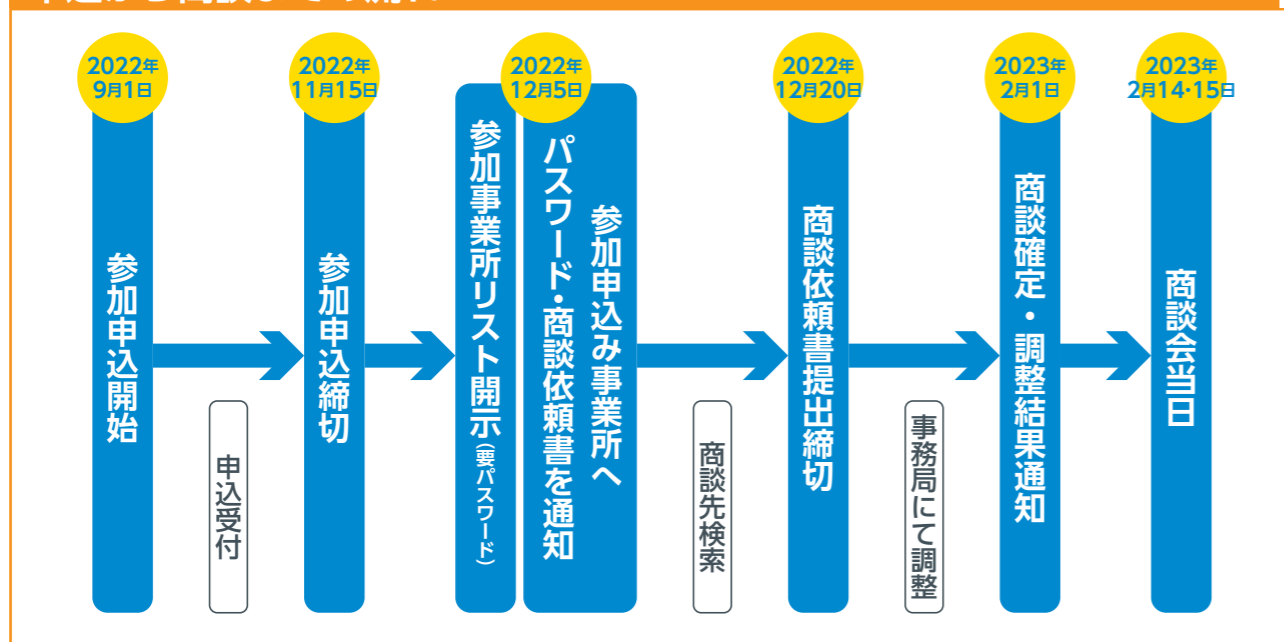 2022年
9月1日
参加申込開始
申込受付
2022年
11月15日
参加申込締切
2022年
12月5日
参加事業所リスト開示(要パスワード)
参加申込み事業所へ
パスワード・商談依頼書を通知
商談先検索
2022年
12月20日
商談依頼書提出締切
事務局にて調整
2023年
2月1日
商談確定・調整結果通知
2023年
2月14・15日
商談会当日